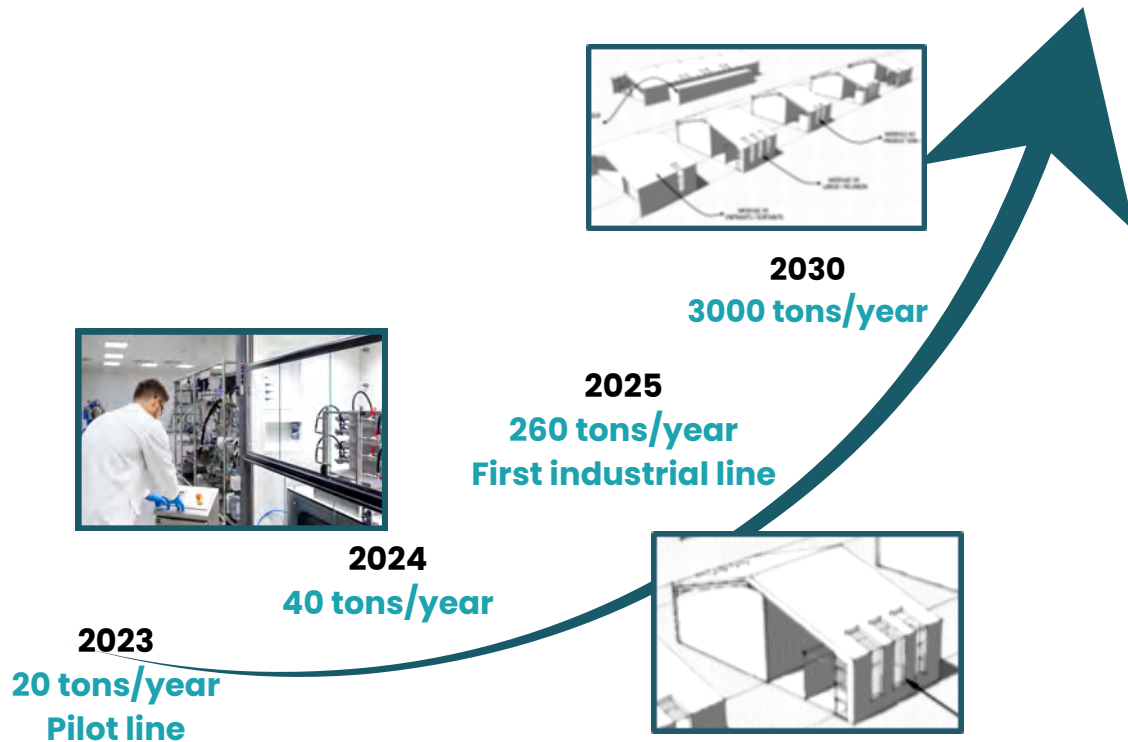 2030
3000 tons/year
2025
260 tons/year
First industrial line
2024
40 tons/year
2023
20 tons/year
Pilot line